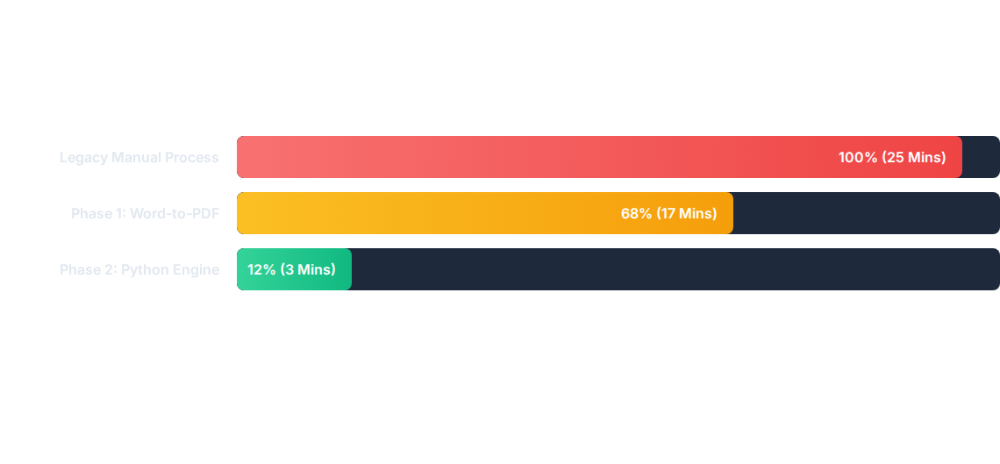 Legacy Manual Process 100% (25 Mins)
Phase 1: Word-to-PDF 68% (17 Mins)
Phase 2: Python Engine 12% (3 Mins)